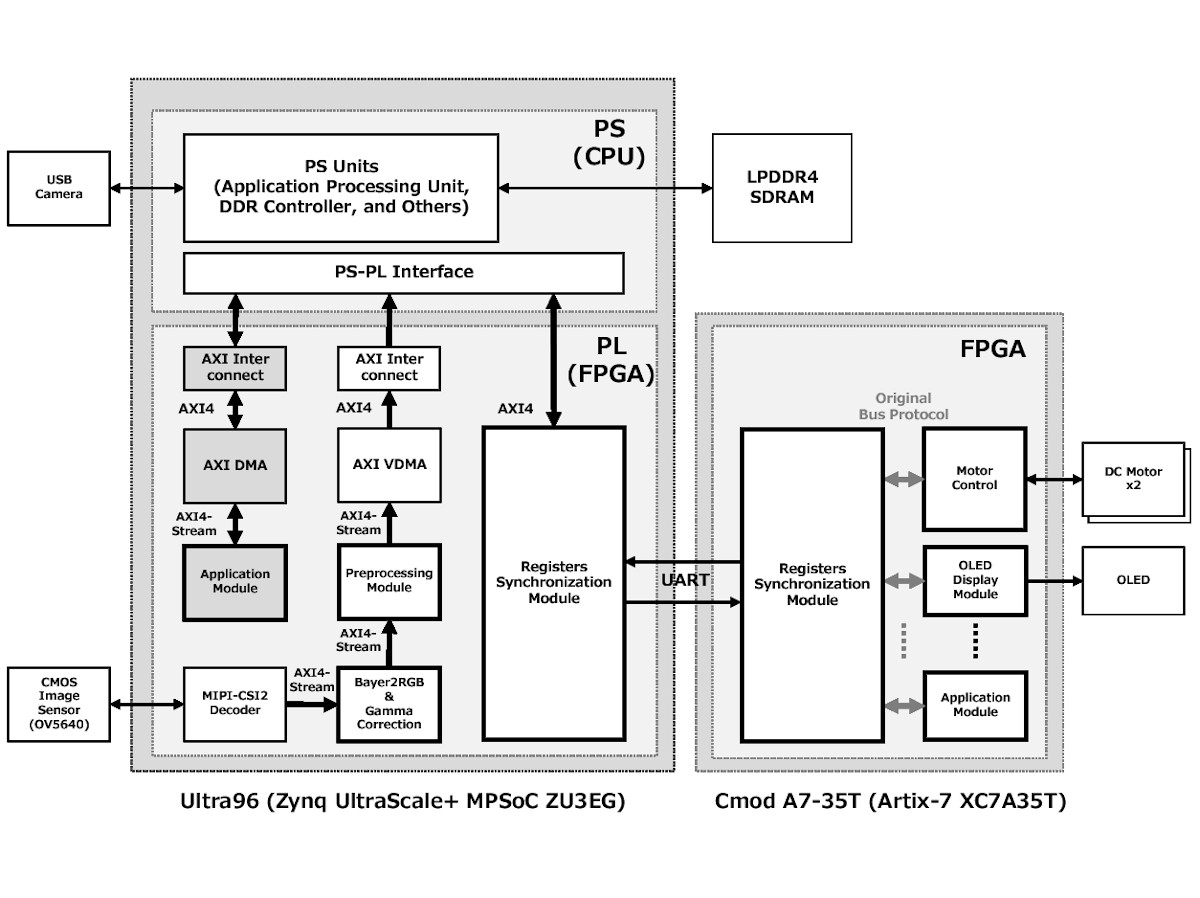 PS
(CPU)
USB
Camera
PS Units
(Application Processing Unit,
DDR Controller, and Others)
LPDDR4
SDRAM
PS-PL Interface
PL
(FPGA)
AXI Inter
connect
AXI Inter
connect
AXI4
AXI4
AXI4
AXI DMA
AXI VDMA
AXI4-
Stream
AXI4-
Stream
Application
Module
Preprocessing
Module
AXI4-
Stream
CMOS
Image
Sensor
(OV5640)
MIPI-CSI2
Decoder
AXI4-
Stream
Bayer2RGB
&
Gamma
Correction
Registers
Synchronization
Module
UART
FPGA
Original
Bus Protocol
Registers
Synchronization
Module
Motor
Control
DC Motor
x2
OLED
Display
Module
OLED
Application
Module
Ultra96 (Zynq UltraScale+ MPSoC ZU3EG)
Cmod A7-35T (Artix-7 XC7A35T)